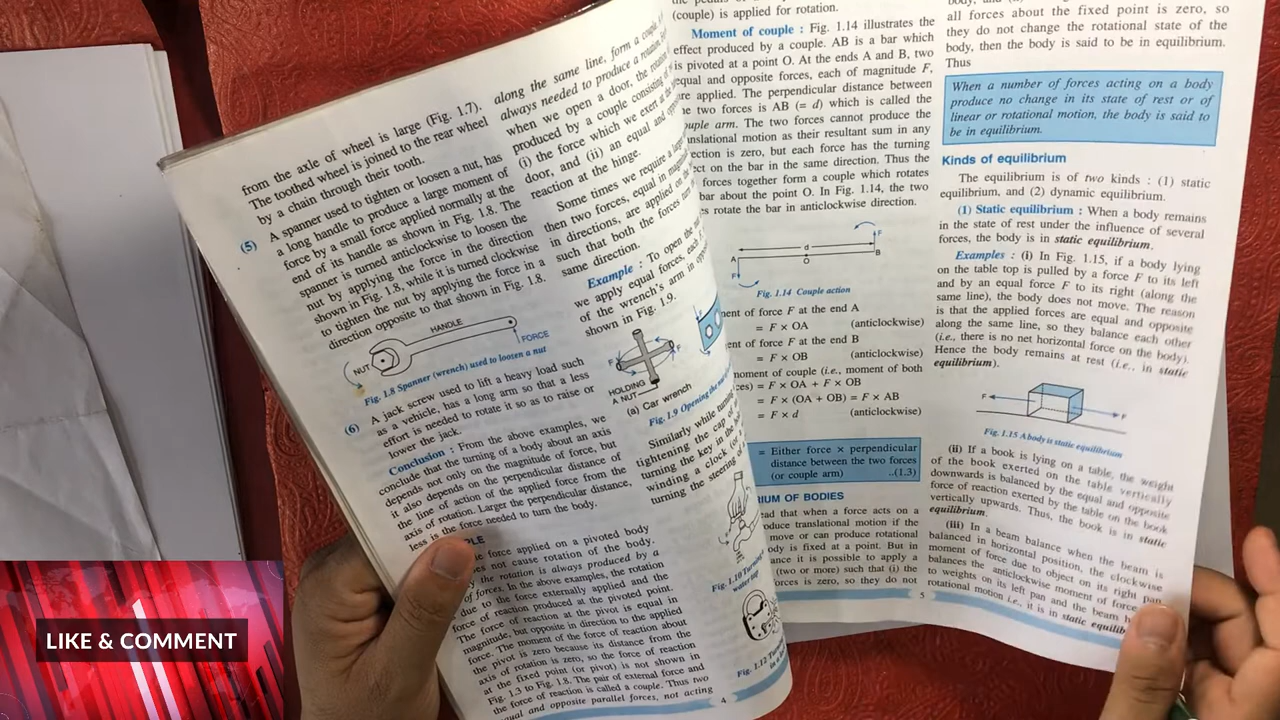 from the axle of wheel is large (Fig. 1.7).
The toothed wheel is joined to the rear wheel
by a chain through their tooth.
(5) A spanner used to tighten or loosen a nut, has
a long handle to produce a large moment of
force by a small force applied normally at the
end of its handle as shown in Fig. 1.8. The
spanner is turned anticlockwise to loosen the
nut by applying the force in the direction
shown in Fig. 1.8, while it is turned clockwise
to tighten the nut by applying the force in a
direction opposite to that shown in Fig. 1.8.
HANDLE
FORCE
NUT
Fig. 1.8 Spanner (wrench) used to loosen a nut
(6) A jack screw used to lift a heavy load such
as a vehicle, has a long arm so that a less
effort is needed to rotate it so as to raise or
lower the jack.
Conclusion : From the above examples, we
conclude that the turning of a body about an axis
depends not only on the magnitude of force, but
it also depends on the perpendicular distance of
the line of action of the applied force from the
axis of rotation. Larger the perpendicular distance,
less is the force needed to turn the body.
force applied on a pivoted body
not cause rotation of the body.
the rotation is always produced by a
of forces. In the above examples, the rotation
due to the force externally applied and the
force of reaction produced at the pivoted point.
The force of reaction at the pivot is equal in
magnitude, but opposite in direction to the applied
force. The moment of the force of reaction about
the pivot is zero because its distance from the
axis of rotation is zero, so the force of reaction
at the fixed point (or pivot) is not shown in
Fig. 1.3 to Fig. 1.8. The pair of external force and
the force of reaction is called a couple. Thus two
equal and opposite parallel forces, not acting
along the same line, form a couple.
always needed to produce a rotation.
when we open a door, the rotation
produced by a couple consisting of
(i) the force which we exert at the
door, and (ii) an equal and
reaction at the hinge.
Some times we require a
then two forces, equal in
in directions, are applied on the
such that both the forces
same direction.
Example : To open the
we apply equal forces, each
of the wrench's arm in
shown in Fig. 1.9.
F
F
HOLDING
A NUT
(a) Car wrench
Fig. 1.9 Opening the
Similarly while turning
tightening the cap of
turning the key in the
winding a clock (or
turning the steering
Fig. 1.10 Turning
water tap
Fig. 1.12
4
(couple) is applied for rotation.
Moment of couple : Fig. 1.14 illustrates the
effect produced by a couple. AB is a bar which
is pivoted at a point O. At the ends A and B, two
equal and opposite forces, each of magnitude F,
are applied. The perpendicular distance between
the two forces is AB (= d) which is called the
couple arm. The two forces cannot produce the
translational motion as their resultant sum in any
direction is zero, but each force has the turning
on the bar in the same direction. Thus the
forces together form a couple which rotates
bar about the point O. In Fig. 1.14, the two
rotate the bar in anticlockwise direction.
F
d
A O B
F
Fig. 1.14 Couple action
of force F at the end A
= F × OA (anticlockwise)
of force F at the end B
= F × OB (anticlockwise)
moment of couple (i.e., moment of both
= F × OA + F × OB
= F × (OA + OB) = F × AB
= F × d (anticlockwise)
= Either force × perpendicular
distance between the two forces
(or couple arm) ..(1.3)
OF BODIES
that when a force acts on a
translational motion if the
move or can produce rotational
is fixed at a point. But in
it is possible to apply a
(two or more) such that (i) the
forces is zero, so they do not
all forces about the fixed point is zero, so
they do not change the rotational state of the
body, then the body is said to be in equilibrium.
Thus
When a number of forces acting on a body
produce no change in its state of rest or of
linear or rotational motion, the body is said to
be in equilibrium.
Kinds of equilibrium
The equilibrium is of two kinds : (1) static
equilibrium, and (2) dynamic equilibrium.
(1) Static equilibrium : When a body remains
in the state of rest under the influence of several
forces, the body is in static equilibrium.
Examples : (i) In Fig. 1.15, if a body lying
on the table top is pulled by a force F to its left
and by an equal force F to its right (along the
same line), the body does not move. The reason
is that the applied forces are equal and opposite
along the same line, so they balance each other
(i.e., there is no net horizontal force on the body).
Hence the body remains at rest (i.e., in static
equilibrium).
F F
Fig. 1.15 A body is static equilibrium
(ii) If a book is lying on a table, the weight
of the book exerted on the table vertically
downwards is balanced by the equal and opposite
force of reaction exerted by the table on the book
vertically upwards. Thus, the book is in static
equilibrium.
(iii) In a beam balance when the beam is
balanced in horizontal position, the clockwise
moment of force due to object on its right pan
balances the anticlockwise moment of force
to weights on its left pan and the beam
rotational motion i.e., it is in static
5
LIKE & COMMENT